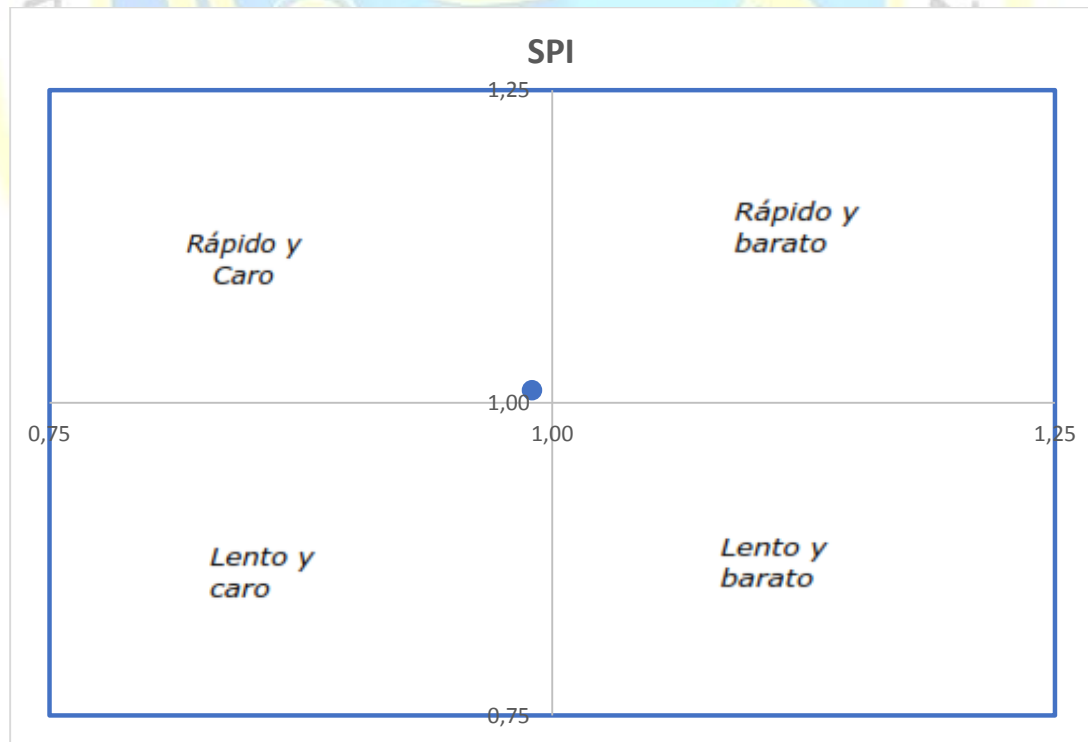 SPI
1,25
Rápido y
Caro
Rápido y
barato
1,00
0,75
1,00
1,25
Lento y
caro
Lento y
barato
0,75